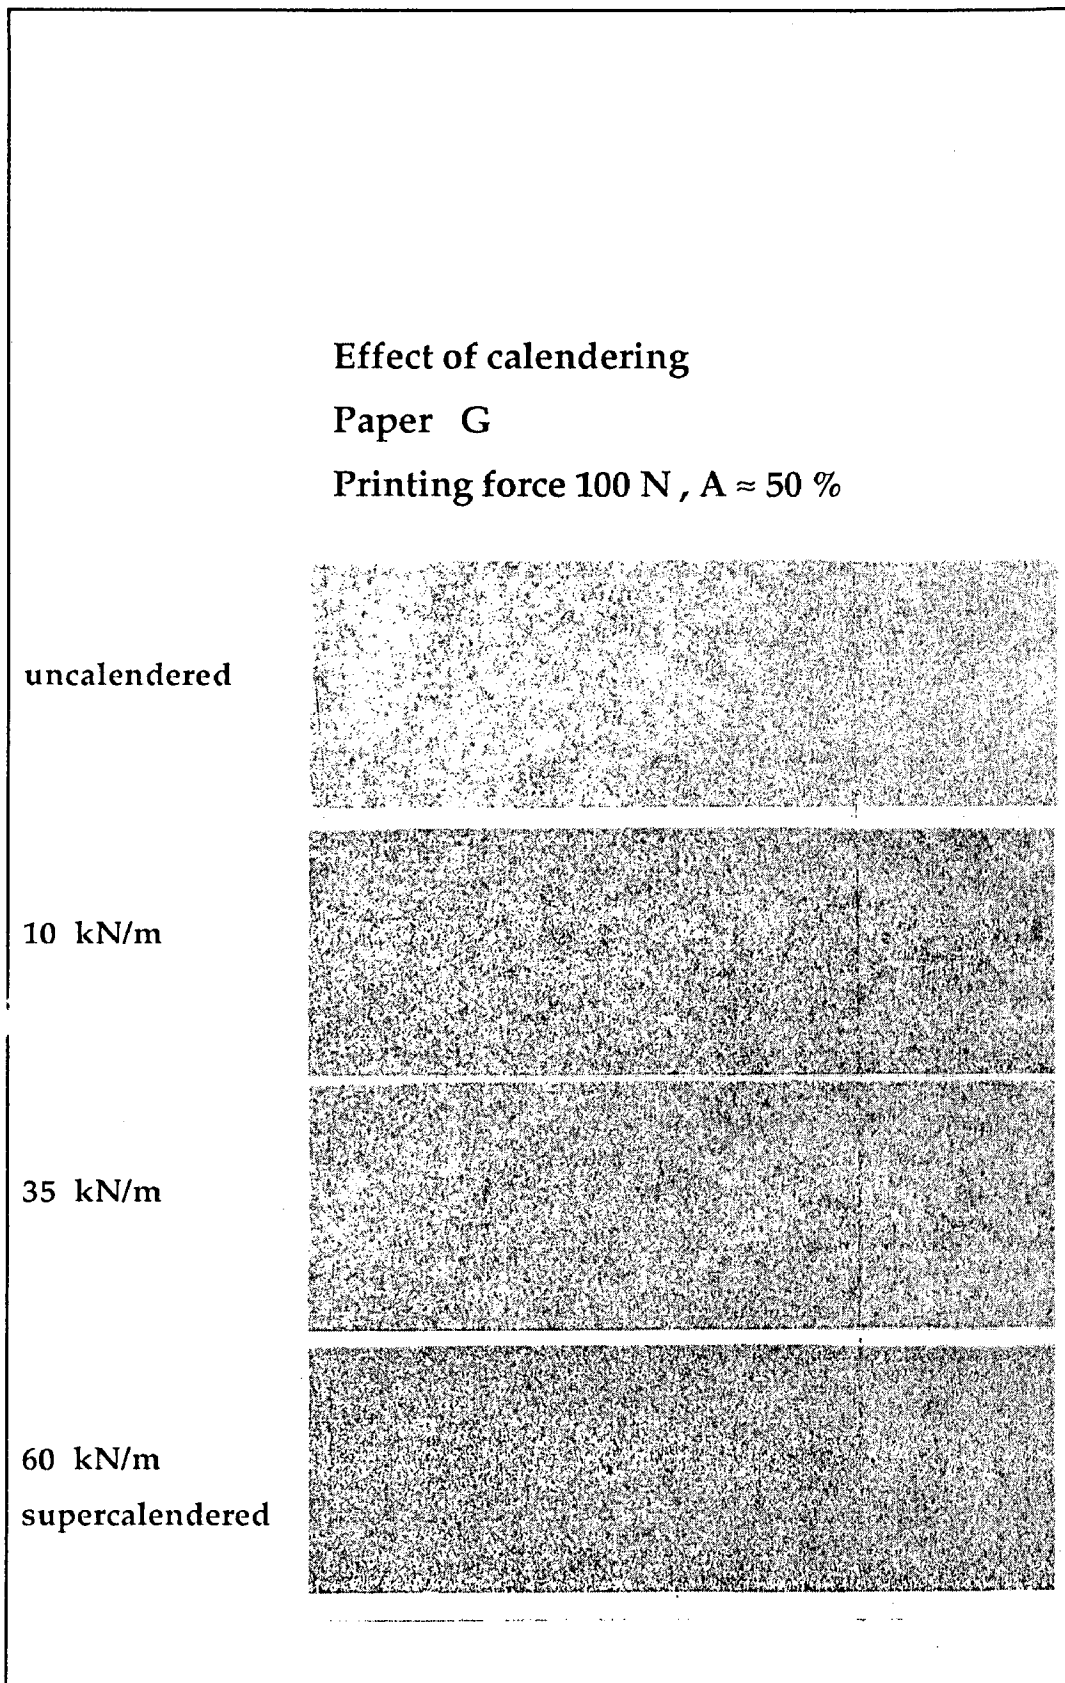 Effect of calendering
Paper G
Printing force 100 N , A ≈ 50 %
uncalendered
10 kN/m
35 kN/m
60 kN/m
supercalendered